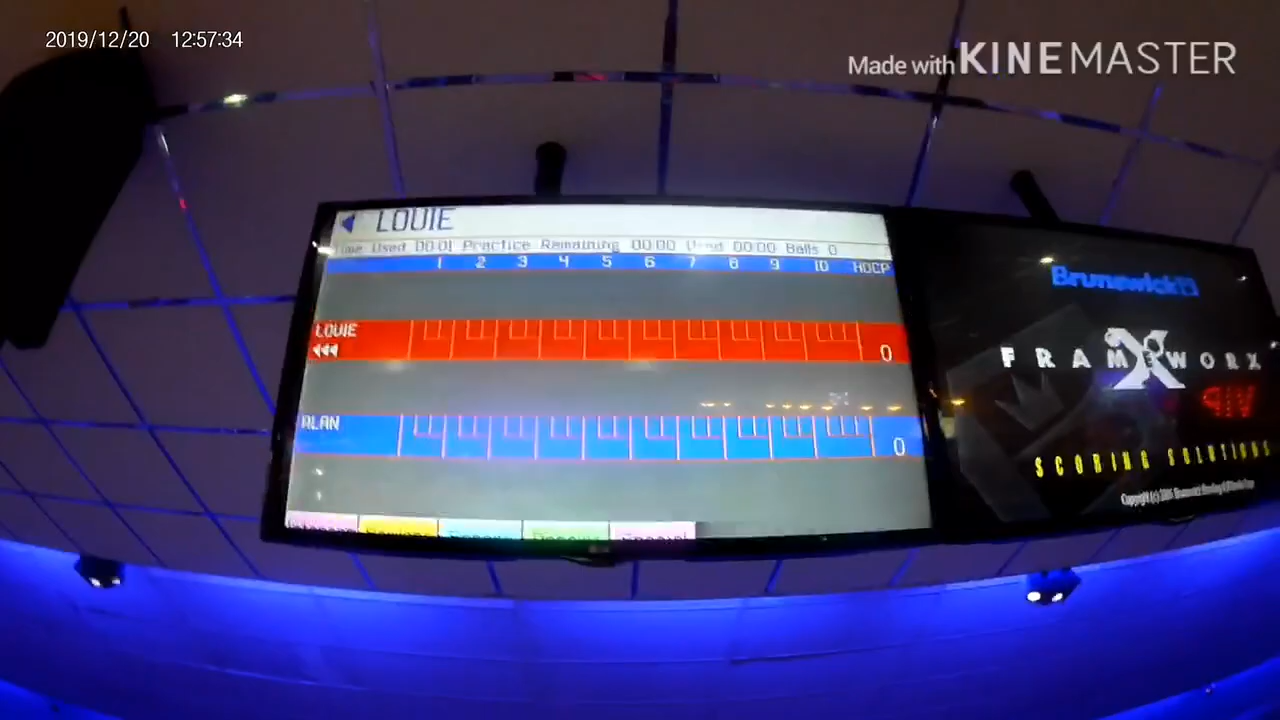 2019/12/20 12:57:34
Made with KINEMASTER
LOUIE
Time Used 00:01 Practice Remaining 00:00 Used 00:00 Balls 0
1 2 3 4 5 6 7 8 9 10 HDCP
LOUIE
0
ALAN
0
Brunswick
FRAMEWORX
VIP
SCORING SOLUTIONS